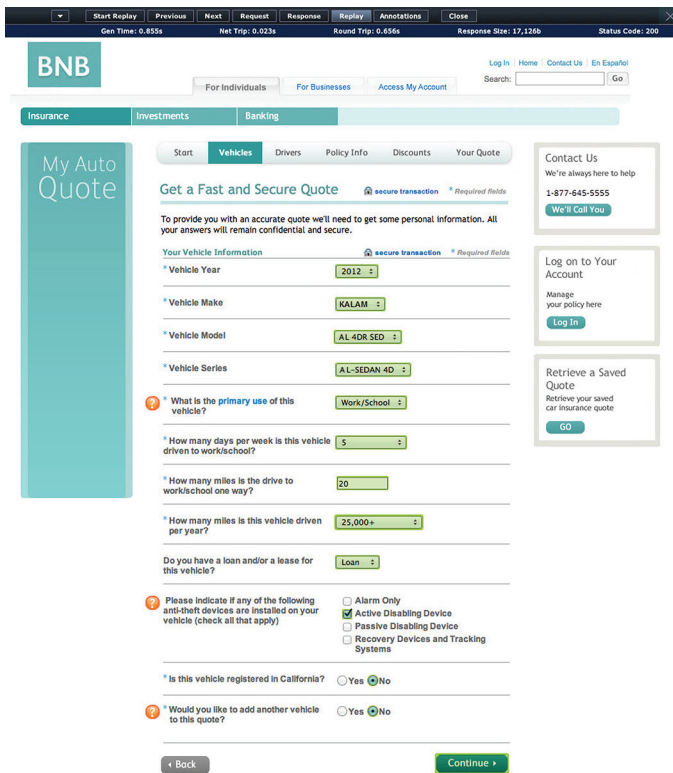 Start Replay Previous Next Request Response Replay Annotations Close
Gen Time: 0.855s Net Trip: 0.023s Round Trip: 0.656s Response Size: 17,126b Status Code: 200
BNB
Log In Home Contact Us En Español
Search: Go
For Individuals For Businesses Access My Account
Insurance Investments Banking
My Auto
Quote
Start Vehicles Drivers Policy Info Discounts Your Quote
Get a Fast and Secure Quote secure transaction * Required fields
To provide you with an accurate quote we'll need to get some personal information. All
your answers will remain confidential and secure.
Your Vehicle Information secure transaction * Required fields
* Vehicle Year 2012
* Vehicle Make KALAM
* Vehicle Model AL 4DR SED
* Vehicle Series AL-SEDAN 4D
? * What is the primary use of this
vehicle? Work/School
* How many days per week is this vehicle
driven to work/school? 5
* How many miles is the drive to
work/school one way? 20
* How many miles is this vehicle driven
per year? 25,000+
Do you have a loan and/or a lease for
this vehicle? Loan
? Please indicate if any of the following
anti-theft devices are installed on your
vehicle (check all that apply)
Alarm Only
Active Disabling Device
Passive Disabling Device
Recovery Devices and Tracking
Systems
* Is this vehicle registered in California? Yes No
? * Would you like to add another vehicle
to this quote? Yes No
Back Continue
Contact Us
We're always here to help
1-877-645-5555
We'll Call You
Log on to Your
Account
Manage
your policy here
Log In
Retrieve a Saved
Quote
Retrieve your saved
car insurance quote
GO